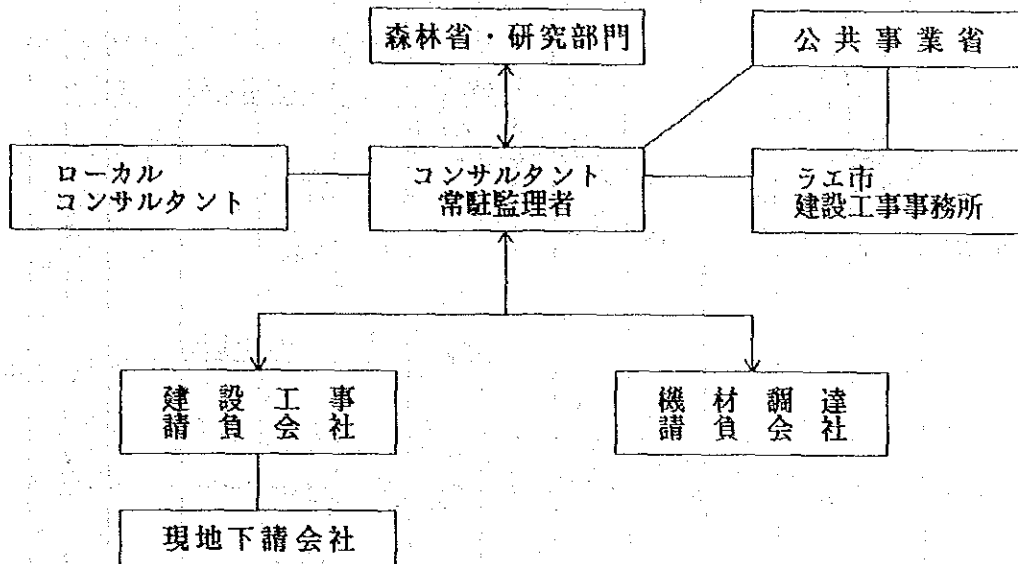 森林省・研究部門
公共事業省
ローカル
コンサルタント
コンサルタント
常駐監理者
ラエ市
建設工事事務所
建設工事
請負会社
機材調達
請負会社
現地下請会社